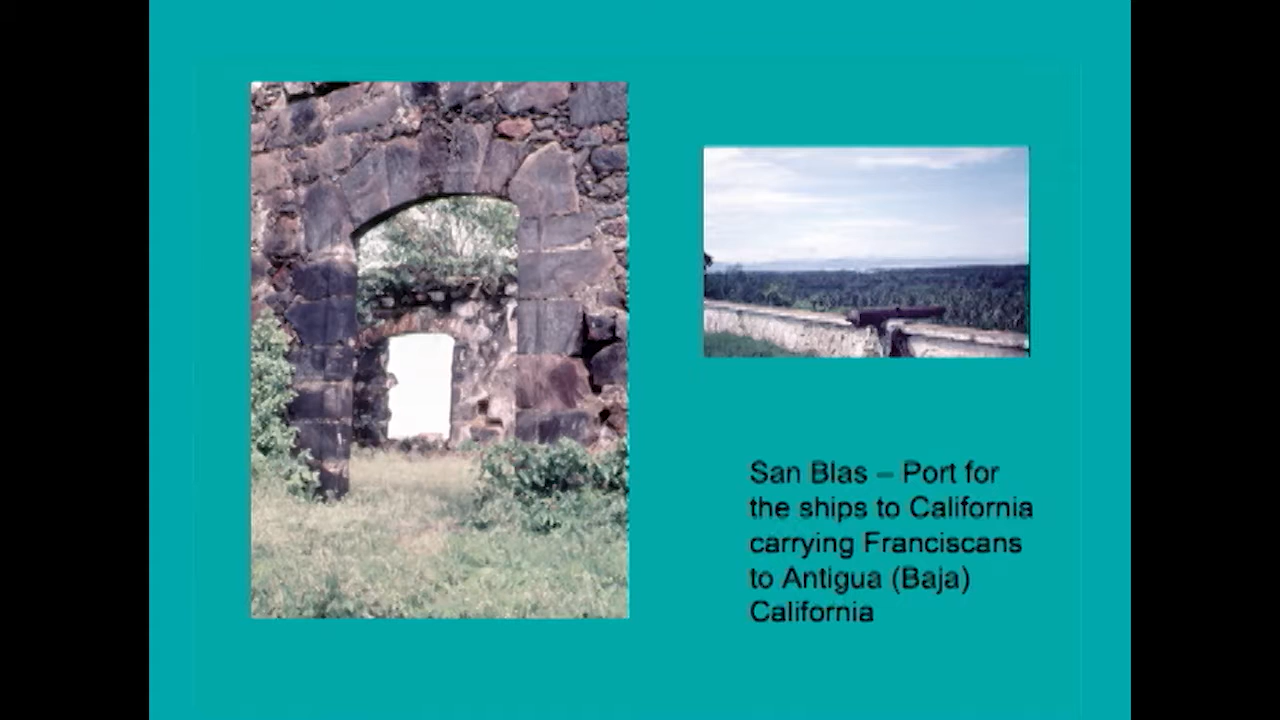 San Blas – Port for
the ships to California
carrying Franciscans
to Antigua (Baja)
California